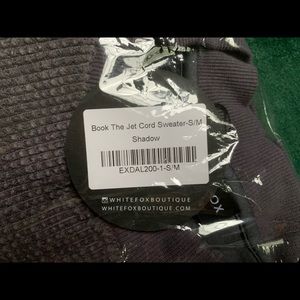 Book The Jet Cord Sweater-S/M
Shadow
EXDAL200-1-S/M
WHITEFOXBOUTIQUE
WHITEFOXBOUTIQUE.COM